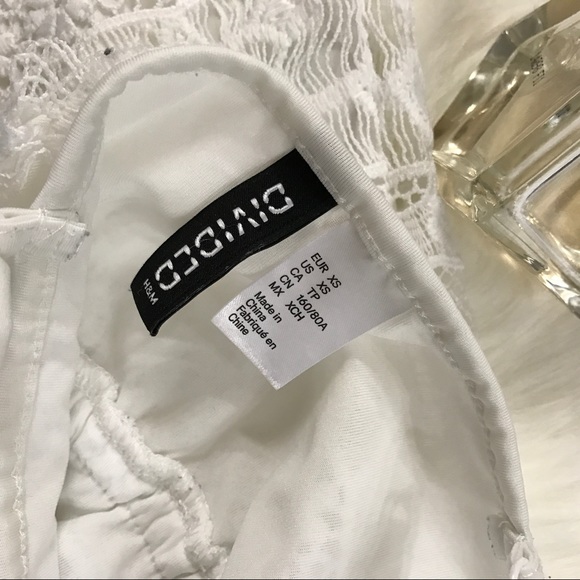 DIVIDED
H&M
EUR XS
US XS
CA TP
CN 160/80A
MX XCH
Made in
China
Fabriqué en
Chine